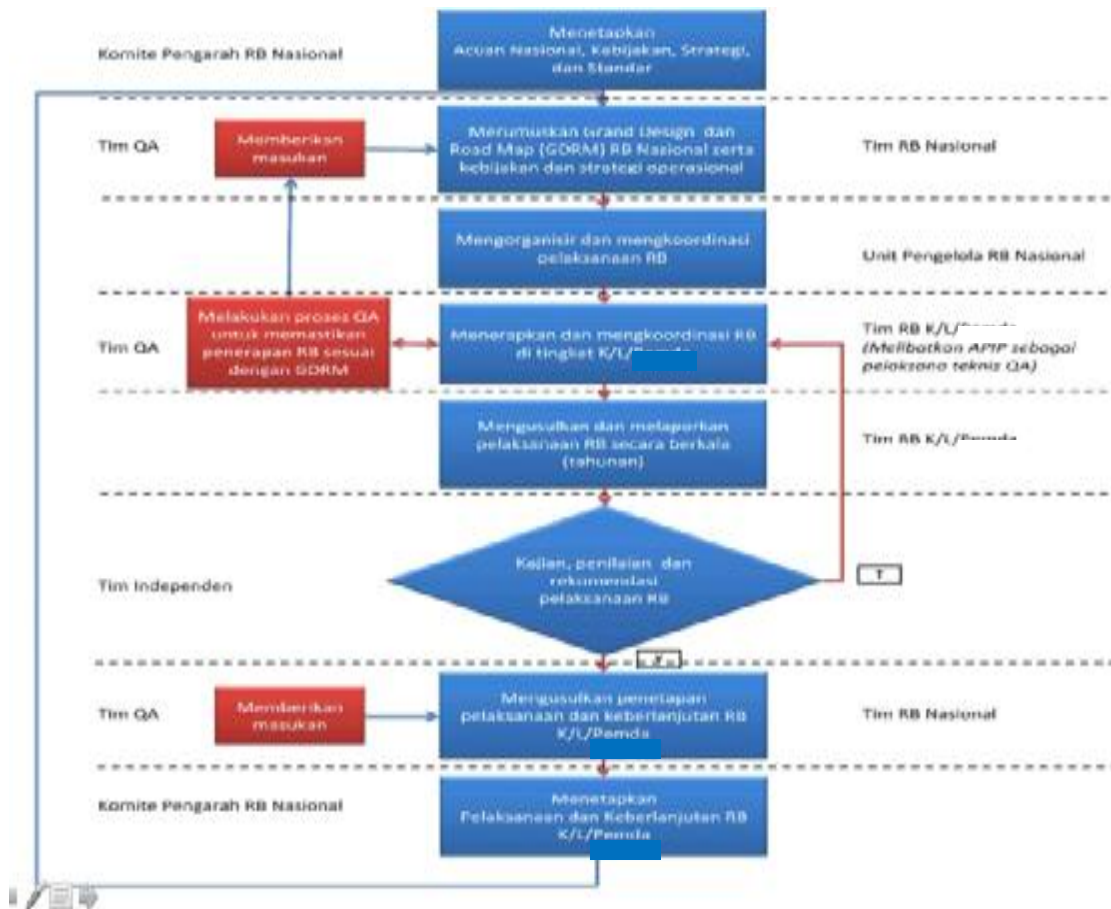 Komite Pengarah RB Nasional
Menetapkan
Acuan Nasional, Kebijakan, Strategi,
dan Standar
Tim QA
Memberikan
masukan
Merumuskan Grand Design dan
Road Map (GDRM) RB Nasional serta
kebijakan dan strategi operasional
Tim RB Nasional
Mengorganisir dan mengkoordinasi
pelaksanaan RB
Unit Pengelola RB Nasional
Tim QA
Melakukan proses QA
untuk memastikan
penerapan RB sesuai
dengan GDRM
Menerapkan dan mengkoordinasi RB
di tingkat K/L/Pemda
Tim RB K/L/Pemda
(Melibatkan APIP sebagai
pelaksana teknis QA)
Mengusulkan dan melaporkan
pelaksanaan RB secara berkala
(tahunan)
Tim RB K/L/Pemda
Tim Independen
Kajian, penilaian dan
rekomendasi
pelaksanaan RB
T
Y
Tim QA
Memberikan
masukan
Mengusulkan penetapan
pelaksanaan dan keberlanjutan RB
K/L/Pemda
Tim RB Nasional
Komite Pengarah RB Nasional
Menetapkan
Pelaksanaan dan Keberlanjutan RB
K/L/Pemda